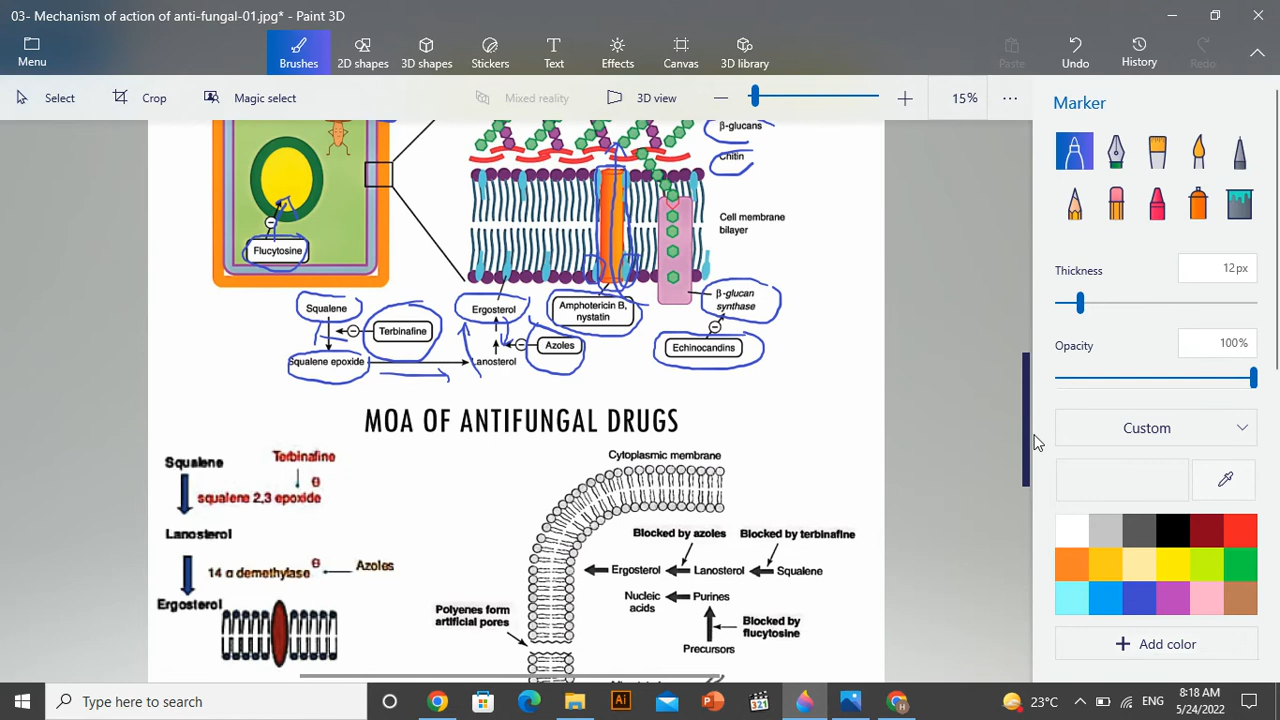 03- Mechanism of action of anti-fungal-01.jpg* - Paint 3D
Menu
Brushes
2D shapes
3D shapes
Stickers
Text
Effects
Canvas
3D library
Paste
Undo
History
Redo
Select
Crop
Magic select
Mixed reality
3D view
15%
Marker
Thickness
12px
Opacity
100%
Custom
Add color
β-glucans
Chitin
Cell membrane
bilayer
Flucytosine
Squalene
Terbinafine
Squalene epoxide
Ergosterol
Azoles
Lanosterol
Amphotericin B,
nystatin
β-glucan
synthase
Echinocandins
MOA OF ANTIFUNGAL DRUGS
Squalene
Terbinafine
squalene 2,3 epoxide
Lanosterol
14 α demethylase
Azoles
Ergosterol
Cytoplasmic membrane
Blocked by azoles
Blocked by terbinafine
Ergosterol
Lanosterol
Squalene
Nucleic
acids
Purines
Polyenes form
artificial pores
Blocked by
flucytosine
Precursors
Type here to search
23°C
ENG
8:18 AM
5/24/2022